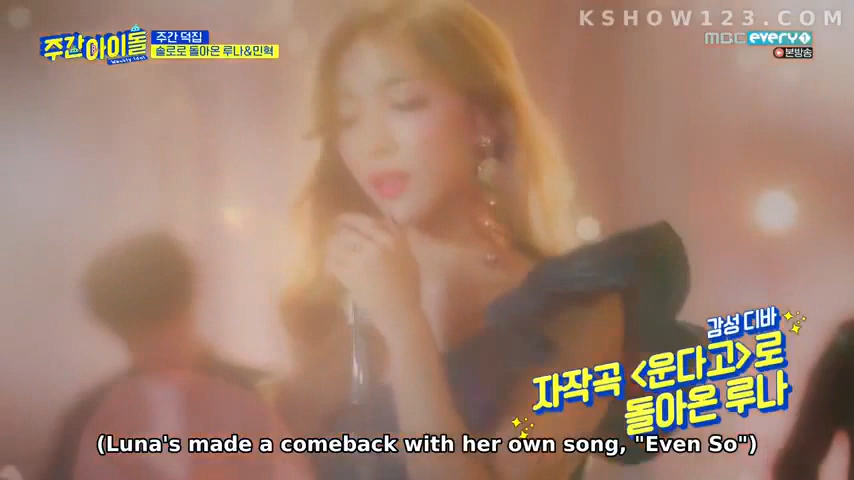 KSHOW123.COM
주간아이돌
Weekly Idol
주간 덕집
솔로로 돌아온 루나&민혁
MBC every1
본방송
감성 디바
자작곡 <운다고>로
돌아온 루나
(Luna's made a comeback with her own song, "Even So")